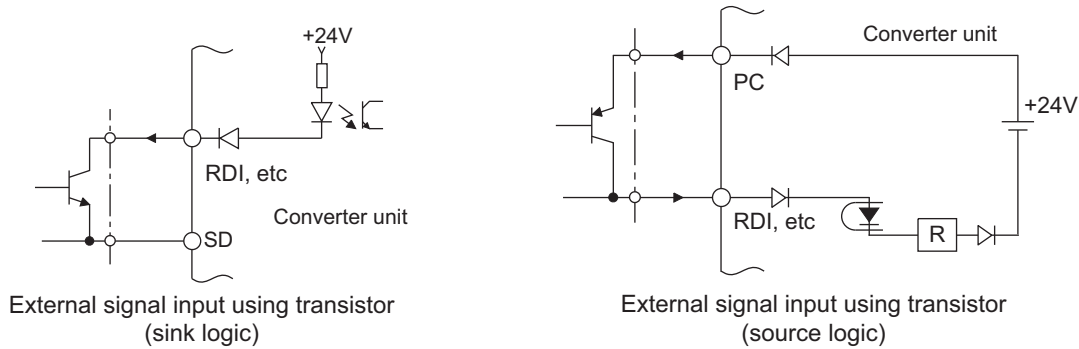 +24V
RDI, etc
Converter unit
SD
External signal input using transistor
(sink logic)
Converter unit
PC
+24V
RDI, etc
R
External signal input using transistor
(source logic)